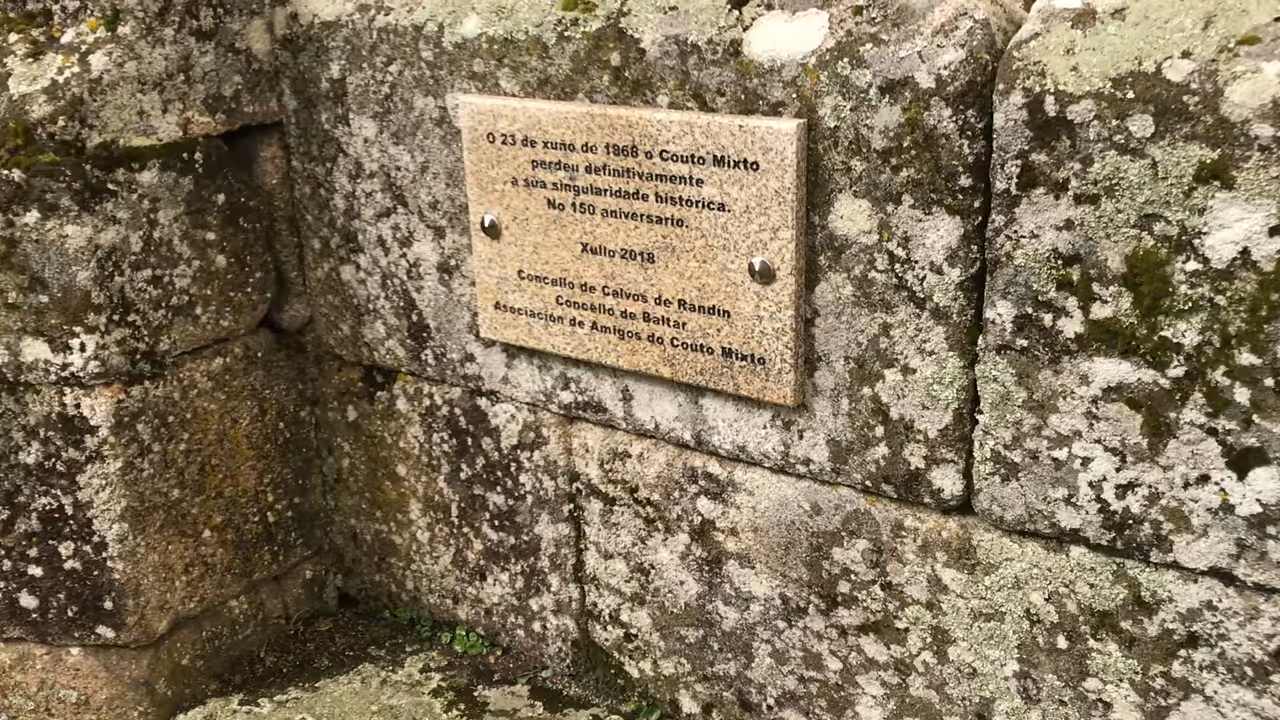 O 23 de xuño de 1868 o Couto Mixto
perdeu definitivamente
a súa singularidade histórica.
No 150 aniversario.
Xullo 2018
Concello de Calvos de Randín
Concello de Baltar
Asociación de Amigos do Couto Mixto